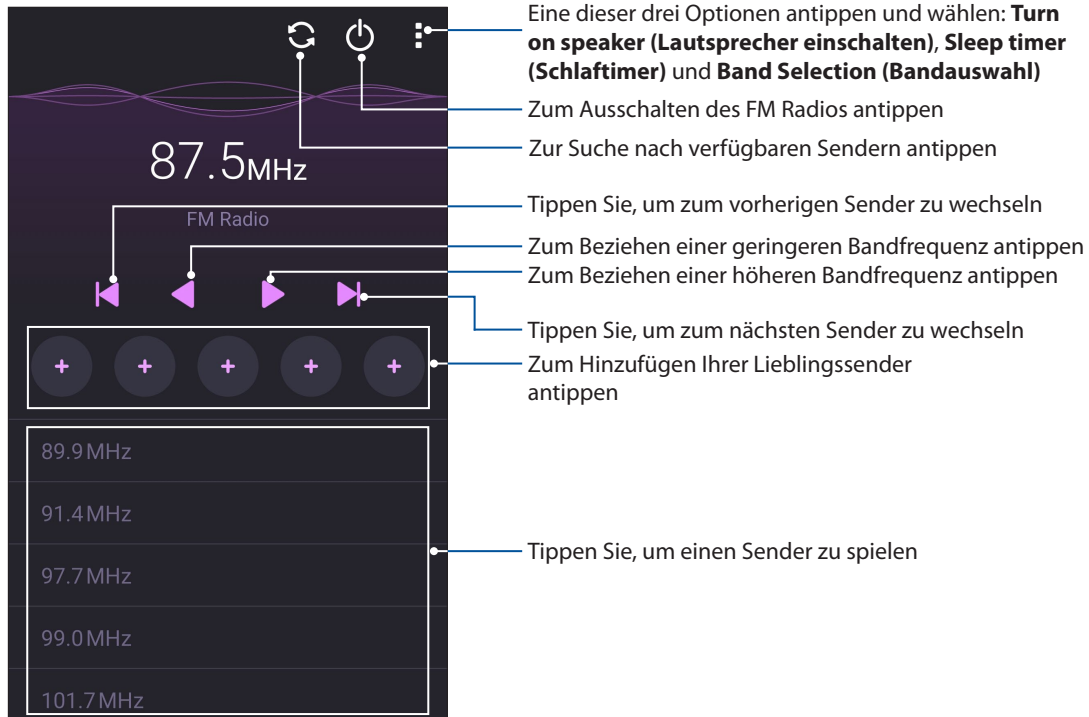 Eine dieser drei Optionen antippen und wählen: Turn
on speaker (Lautsprecher einschalten), Sleep timer
(Schlaftimer) und Band Selection (Bandauswahl)
Zum Ausschalten des FM Radios antippen
Zur Suche nach verfügbaren Sendern antippen
87.5MHz
FM Radio
Tippen Sie, um zum vorherigen Sender zu wechseln
Zum Beziehen einer geringeren Bandfrequenz antippen
Zum Beziehen einer höheren Bandfrequenz antippen
Tippen Sie, um zum nächsten Sender zu wechseln
Zum Hinzufügen Ihrer Lieblingssender
antippen
+ + + + +
89.9MHz
91.4MHz
97.7MHz
99.0MHz
101.7MHz
Tippen Sie, um einen Sender zu spielen